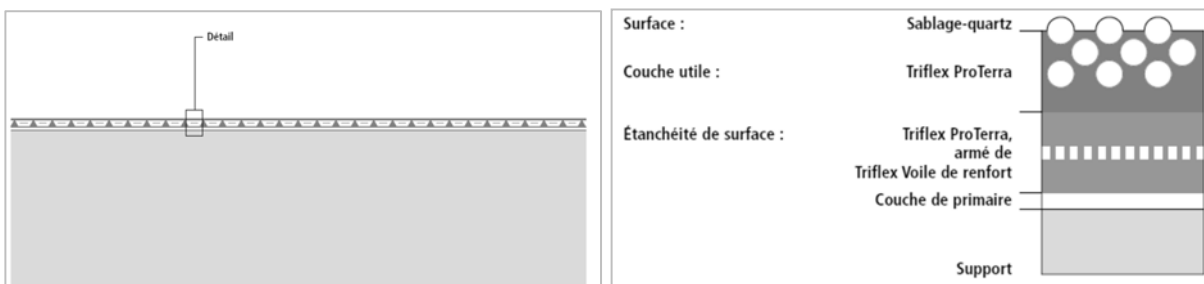 Détail
Surface : Sablage-quartz
Couche utile : Triflex ProTerra
Étanchéité de surface : Triflex ProTerra,
armé de
Triflex Voile de renfort
Couche de primaire
Support